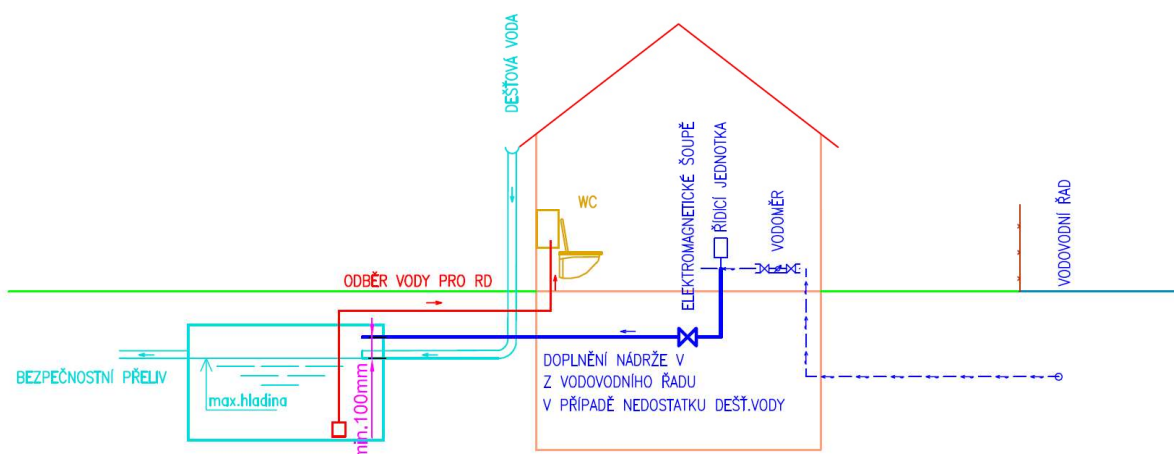 DEŠŤOVÁ VODA
WC
ELEKTROMAGNETICKÉ ŠOUPĚ
ŘÍDICÍ JEDNOTKA
VODOMĚR
VODOVODNÍ ŘAD
ODBĚR VODY PRO RD
BEZPEČNOSTNÍ PŘELIV
max.hladina
min.100mm
DOPLNĚNÍ NÁDRŽE V
Z VODOVODNÍHO ŘADU
V PŘÍPADĚ NEDOSTATKU DEŠŤ.VODY